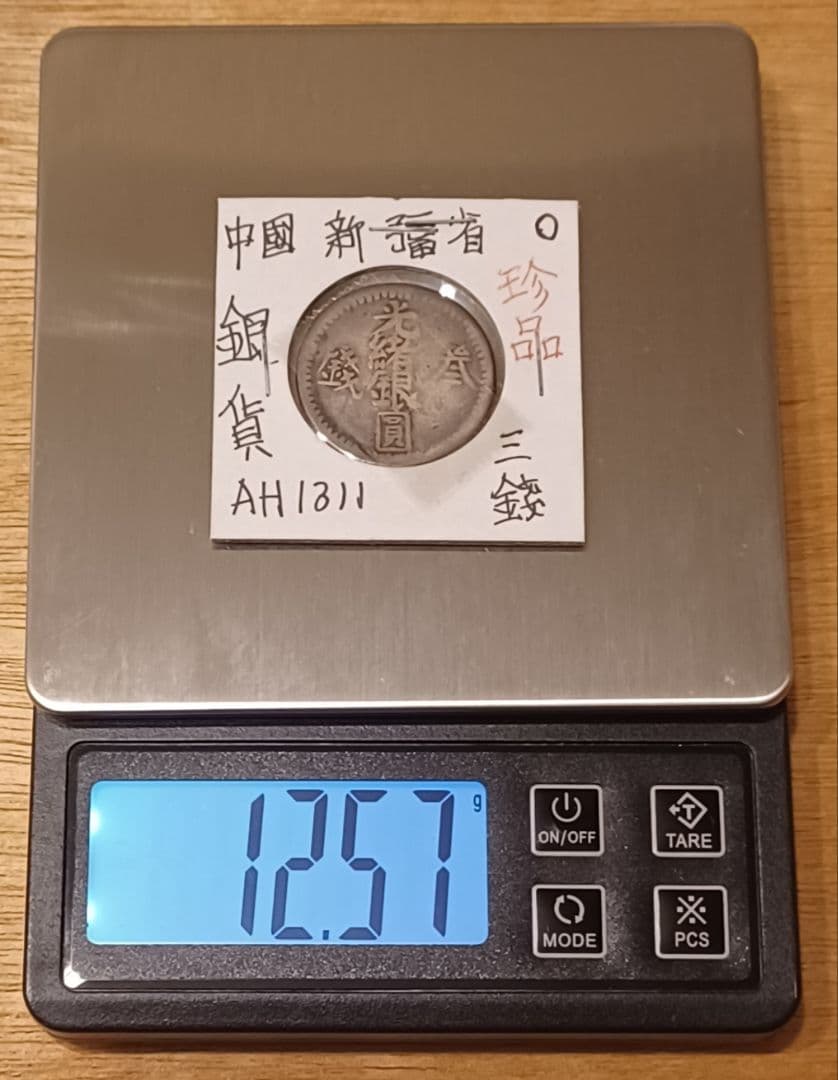 中國 新疆省
珍品
銀貨
光緒銀圓
叁錢
三錢
AH1311
12.57 g
ON/OFF
TARE
MODE
PCS